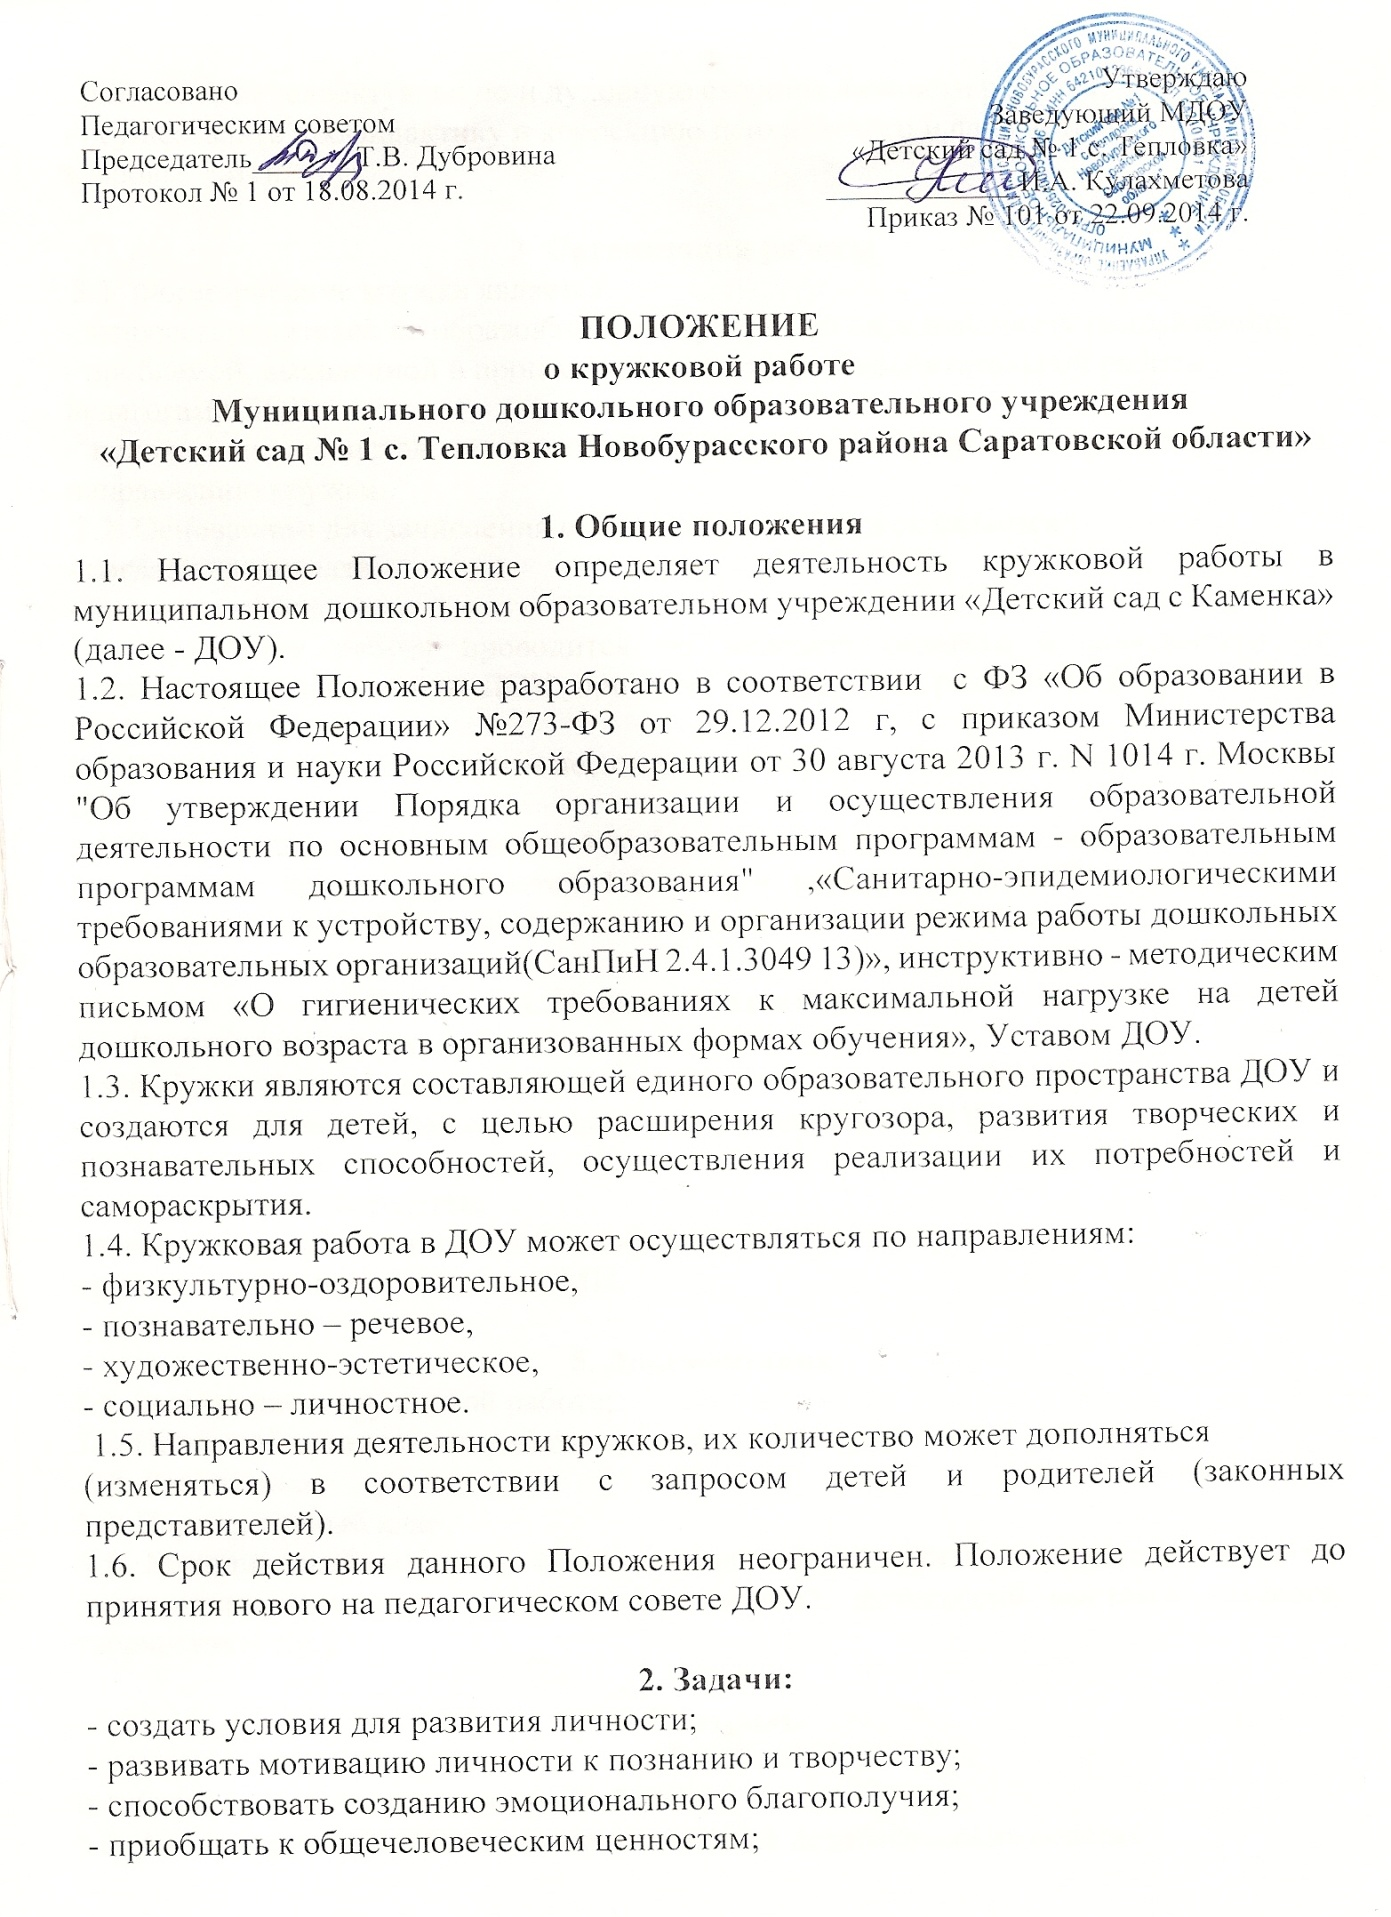 Согласовано
Педагогическим советом
Председатель Т.В. Дубровина
Протокол № 1 от 18.08.2014 г.
Утверждаю
Заведующий МДОУ
«Детский сад № 1 с. Тепловка»
И.А. Кулахметова
Приказ № 101 от 22.09.2014 г.
ПОЛОЖЕНИЕ
о кружковой работе
Муниципального дошкольного образовательного учреждения
«Детский сад № 1 с. Тепловка Новобурасского района Саратовской области»
1. Общие положения
1.1. Настоящее Положение определяет деятельность кружковой работы в
муниципальном дошкольном образовательном учреждении «Детский сад с Каменка»
(далее - ДОУ).
1.2. Настоящее Положение разработано в соответствии с ФЗ «Об образовании в
Российской Федерации» №273-ФЗ от 29.12.2012 г, с приказом Министерства
образования и науки Российской Федерации от 30 августа 2013 г. N 1014 г. Москвы
"Об утверждении Порядка организации и осуществления образовательной
деятельности по основным общеобразовательным программам - образовательным
программам дошкольного образования" ,«Санитарно-эпидемиологическими
требованиями к устройству, содержанию и организации режима работы дошкольных
образовательных организаций(СанПиН 2.4.1.3049 13)», инструктивно - методическим
письмом «О гигиенических требованиях к максимальной нагрузке на детей
дошкольного возраста в организованных формах обучения», Уставом ДОУ.
1.3. Кружки являются составляющей единого образовательного пространства ДОУ и
создаются для детей, с целью расширения кругозора, развития творческих и
познавательных способностей, осуществления реализации их потребностей и
самораскрытия.
1.4. Кружковая работа в ДОУ может осуществляться по направлениям:
- физкультурно-оздоровительное,
- познавательно – речевое,
- художественно-эстетическое,
- социально – личностное.
1.5. Направления деятельности кружков, их количество может дополняться
(изменяться) в соответствии с запросом детей и родителей (законных
представителей).
1.6. Срок действия данного Положения неограничен. Положение действует до
принятия нового на педагогическом совете ДОУ.
2. Задачи:
- создать условия для развития личности;
- развивать мотивацию личности к познанию и творчеству;
- способствовать созданию эмоционального благополучия;
- приобщать к общечеловеческим ценностям;